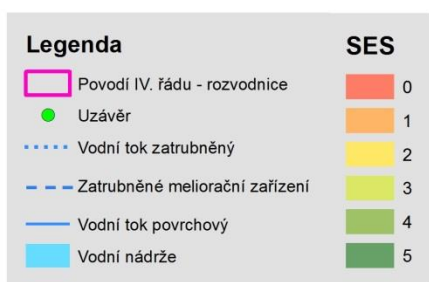 Legenda
SES
Povodí IV. řádu - rozvodnice
0
Uzávěr
1
Vodní tok zatrubněný
2
Zatrubněné meliorační zařízení
3
Vodní tok povrchový
4
Vodní nádrže
5